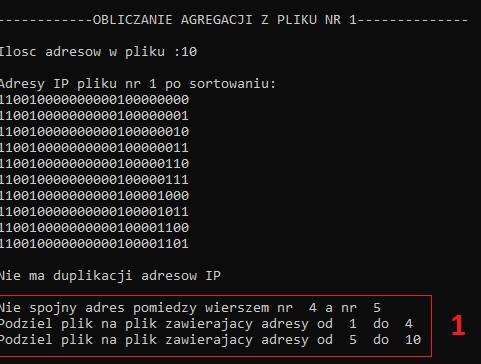 ------------OBLICZANIE AGREGACJI Z PLIKU NR 1--------------
Ilosc adresow w pliku :10
Adresy IP pliku nr 1 po sortowaniu:
110010000000000100000000
110010000000000100000001
110010000000000100000010
110010000000000100000011
110010000000000100000110
110010000000000100000111
110010000000000100001000
110010000000000100001011
110010000000000100001100
110010000000000100001101
Nie ma duplikacji adresow IP
Nie spojny adres pomiedzy wierszem nr  4 a nr  5
Podziel plik na plik zawierajacy adresy od  1  do  4
Podziel plik na plik zawierajacy adresy od  5  do  10
1